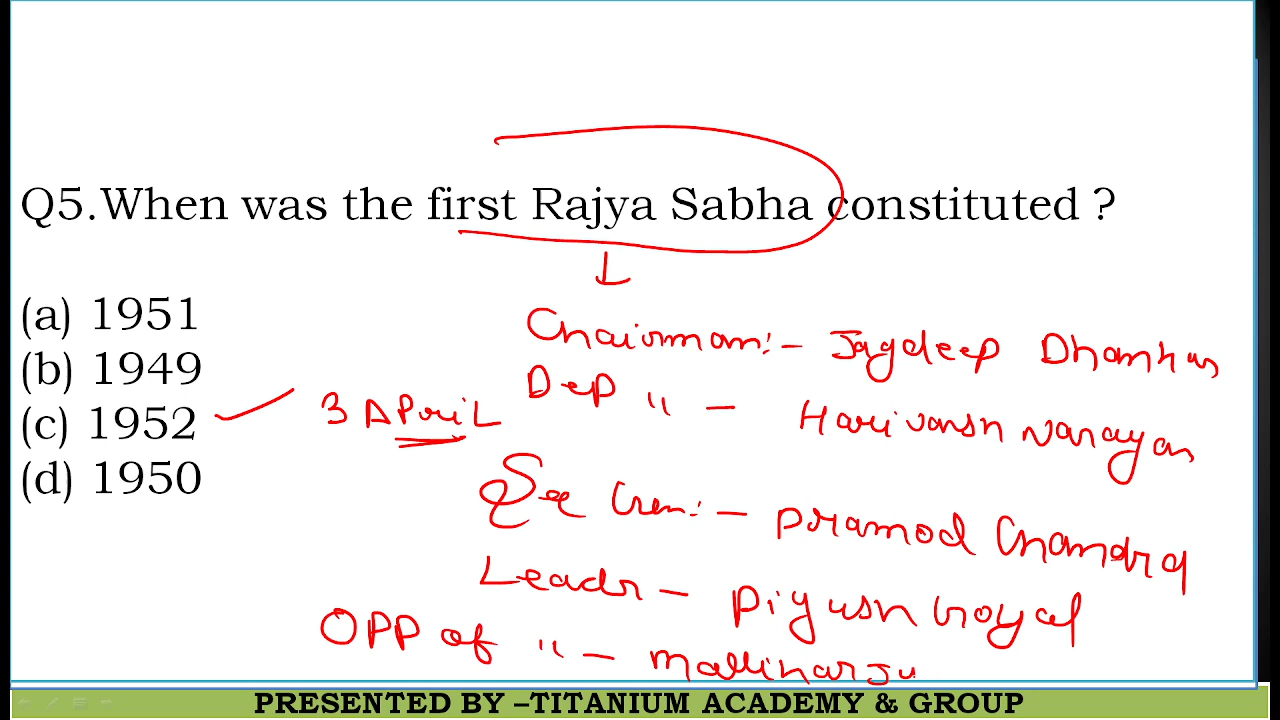 Q5.When was the first Rajya Sabha constituted ?
(a) 1951
(b) 1949
(c) 1952
(d) 1950
3 APriL
Chairman:- Jagdeep Dhankar
Dep " - Harivansh Narayan
Sec Gen:- Pramod Chandra
Leadr - Piyush Goyal
OPP of " - Mallikarju
PRESENTED BY –TITANIUM ACADEMY & GROUP